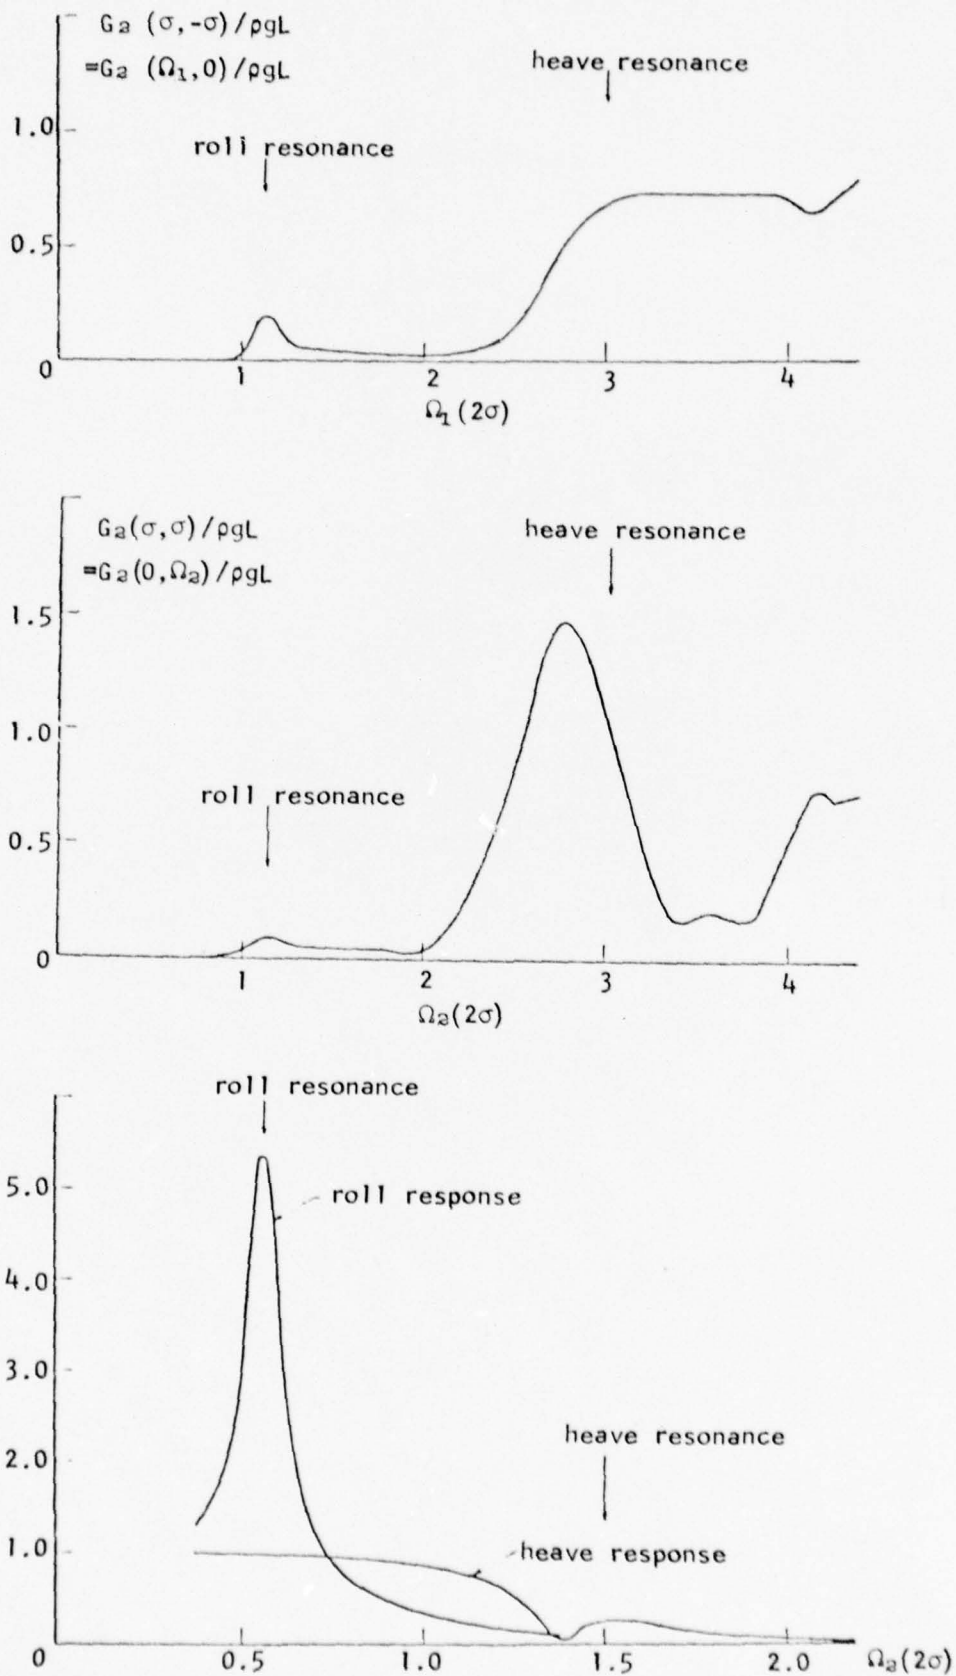 G₂ (σ,-σ)/ρgL
=G₂ (Ω₁,0)/ρgL
heave resonance
roll resonance
1.0
0.5
0
1
2
3
4
Ω₁(2σ)
G₂(σ,σ)/ρgL
=G₂(0,Ω₂)/ρgL
heave resonance
1.5
1.0
roll resonance
0.5
0
1
2
3
4
Ω₂(2σ)
roll resonance
5.0
roll response
4.0
3.0
heave resonance
2.0
1.0
heave response
0
0.5
1.0
1.5
2.0
Ω₂(2σ)